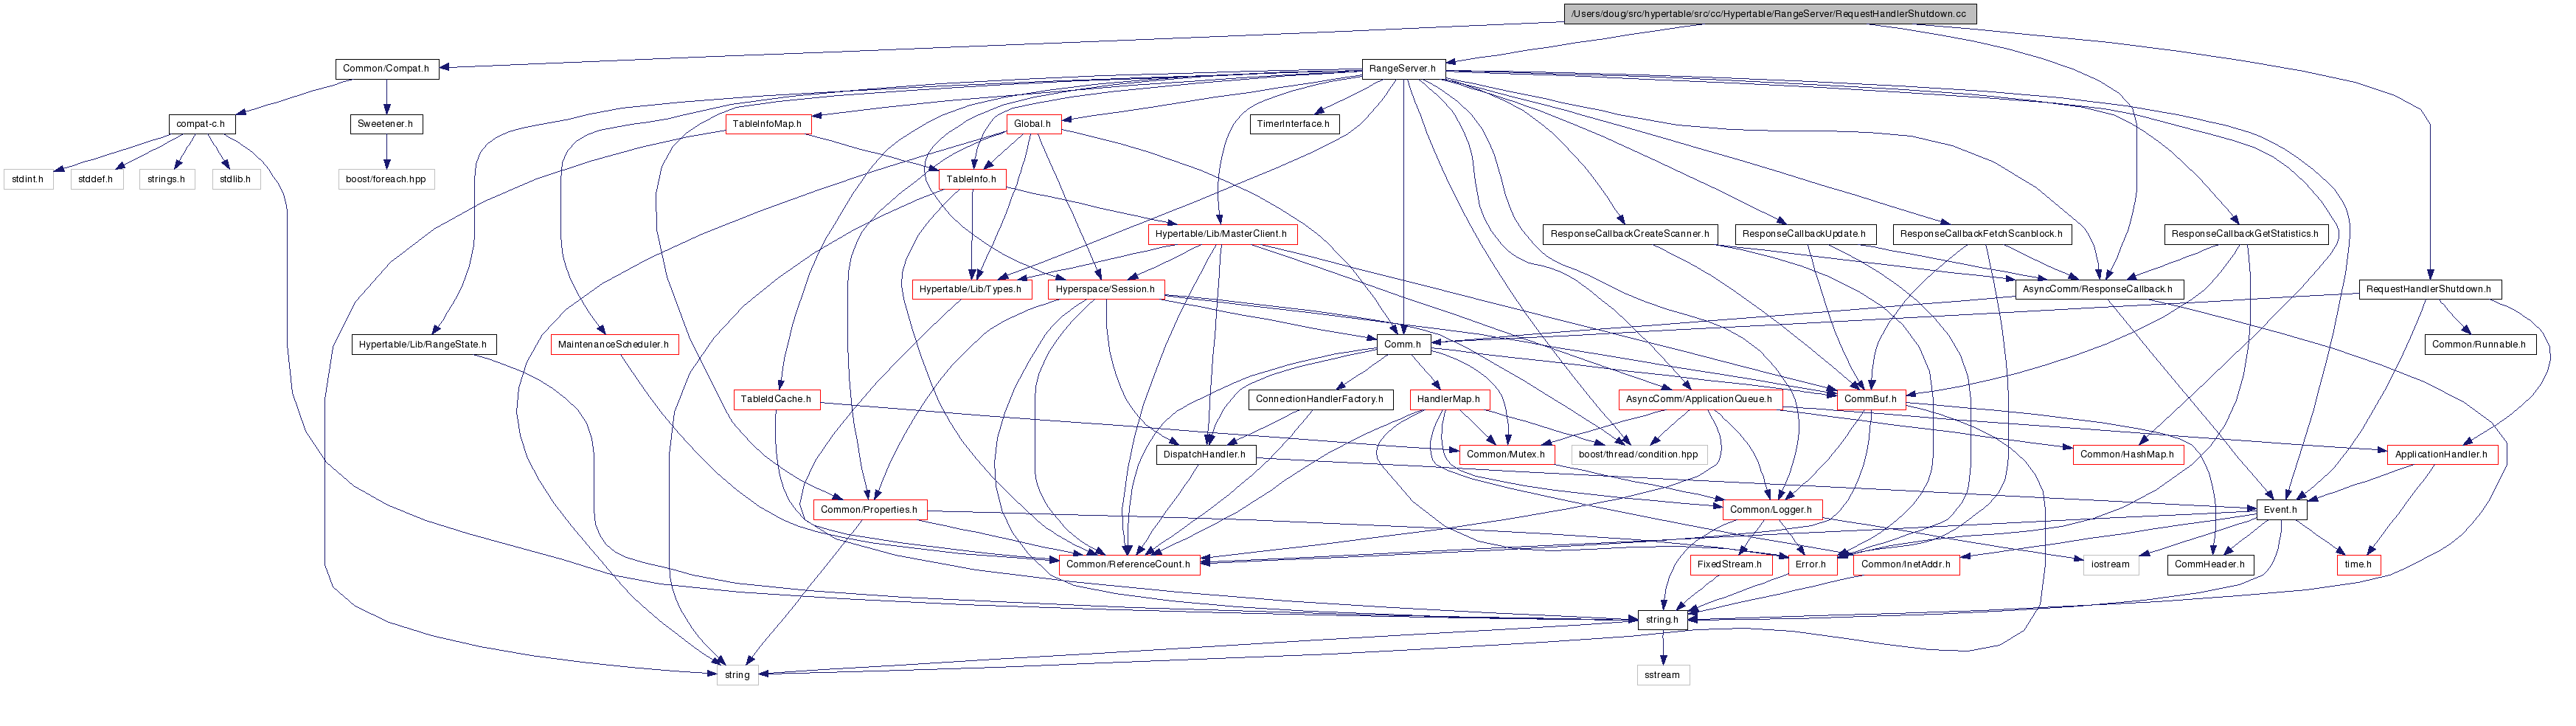 /Users/doug/src/hypertable/src/cc/Hypertable/RangeServer/RequestHandlerShutdown.cc
Common/Compat.h
RangeServer.h
compat-c.h
Sweetener.h
TableInfoMap.h
Global.h
TimerInterface.h
stdint.h
stddef.h
strings.h
stdlib.h
boost/foreach.hpp
TableInfo.h
Hypertable/Lib/MasterClient.h
ResponseCallbackCreateScanner.h
ResponseCallbackUpdate.h
ResponseCallbackFetchScanblock.h
ResponseCallbackGetStatistics.h
Hypertable/Lib/Types.h
Hyperspace/Session.h
AsyncComm/ResponseCallback.h
RequestHandlerShutdown.h
Hypertable/Lib/RangeState.h
MaintenanceScheduler.h
Comm.h
Common/Runnable.h
TableIdCache.h
ConnectionHandlerFactory.h
HandlerMap.h
AsyncComm/ApplicationQueue.h
CommBuf.h
DispatchHandler.h
Common/Mutex.h
boost/thread/condition.hpp
Common/HashMap.h
ApplicationHandler.h
Common/Properties.h
Common/Logger.h
Event.h
Common/ReferenceCount.h
FixedStream.h
Error.h
Common/InetAddr.h
iostream
CommHeader.h
time.h
string.h
string
sstream